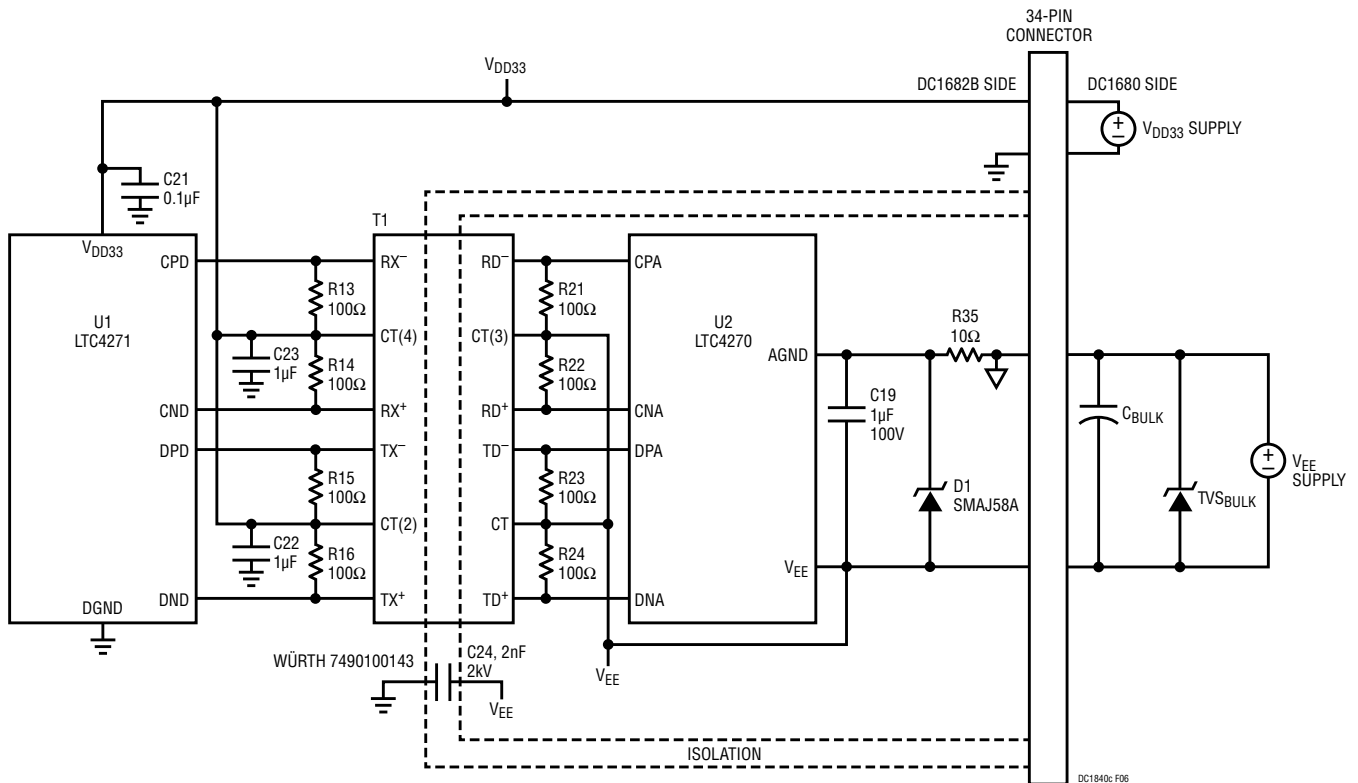 34-PIN
CONNECTOR
VDD33
DC1682B SIDE
DC1680 SIDE
+
−
VDD33 SUPPLY
C21
0.1µF
T1
VDD33
CPD
RX−
RD−
CPA
R13
100Ω
R21
100Ω
U1
LTC4271
U2
LTC4270
CT(4)
CT(3)
R35
10Ω
AGND
C23
1µF
R14
100Ω
R22
100Ω
C19
1µF
100V
CBULK
CND
RX+
RD+
CNA
DPD
TX−
TD−
DPA
+
−
VEE
SUPPLY
R15
100Ω
R23
100Ω
D1
SMAJ58A
TVSBULK
CT(2)
CT
C22
1µF
R16
100Ω
R24
100Ω
VEE
DGND
DND
TX+
TD+
DNA
WÜRTH 7490100143
C24, 2nF
2kV
VEE
VEE
ISOLATION
DC1840c F06